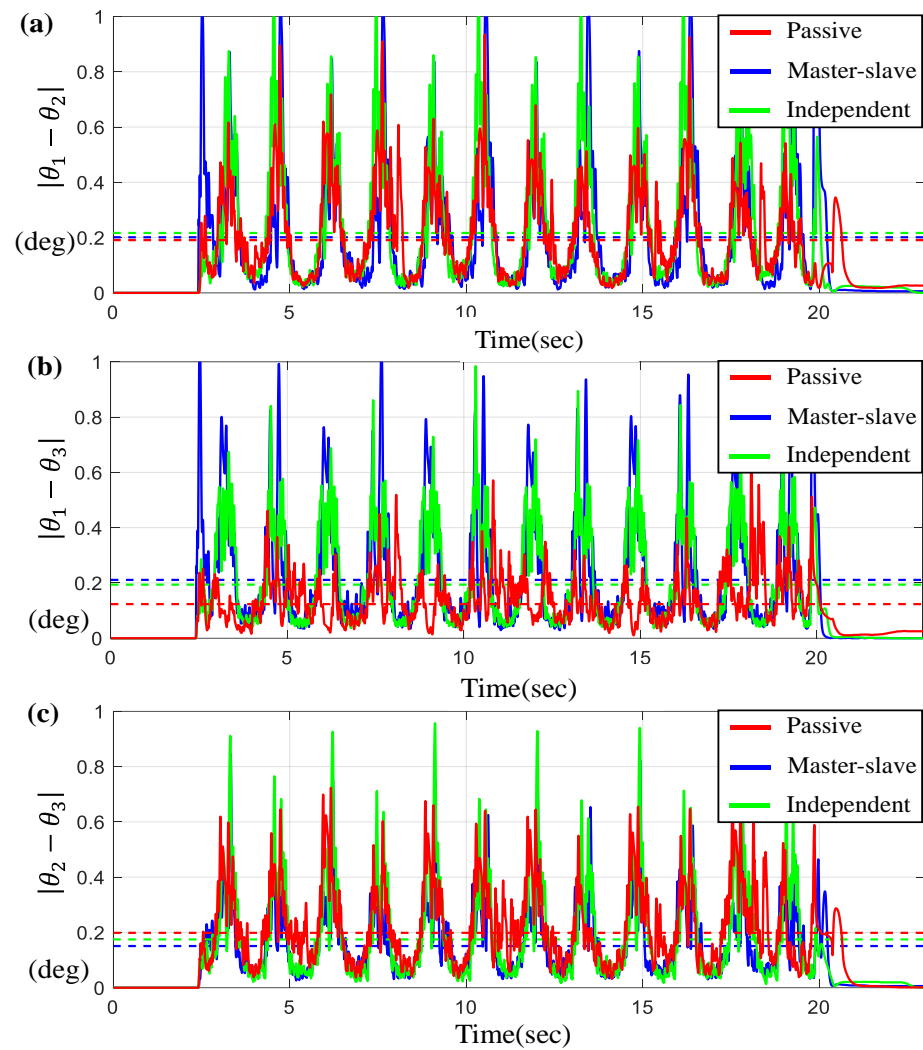 (a)
1
0.8
0.6
0.4
0.2
0
|θ₁ − θ₂|
(deg)
Passive
Master-slave
Independent
0
5
10
15
20
Time(sec)
(b)
1
0.8
0.6
0.4
0.2
0
|θ₁ − θ₃|
(deg)
Passive
Master-slave
Independent
0
5
10
15
20
Time(sec)
(c)
1
0.8
0.6
0.4
0.2
0
|θ₂ − θ₃|
(deg)
Passive
Master-slave
Independent
0
5
10
15
20
Time(sec)